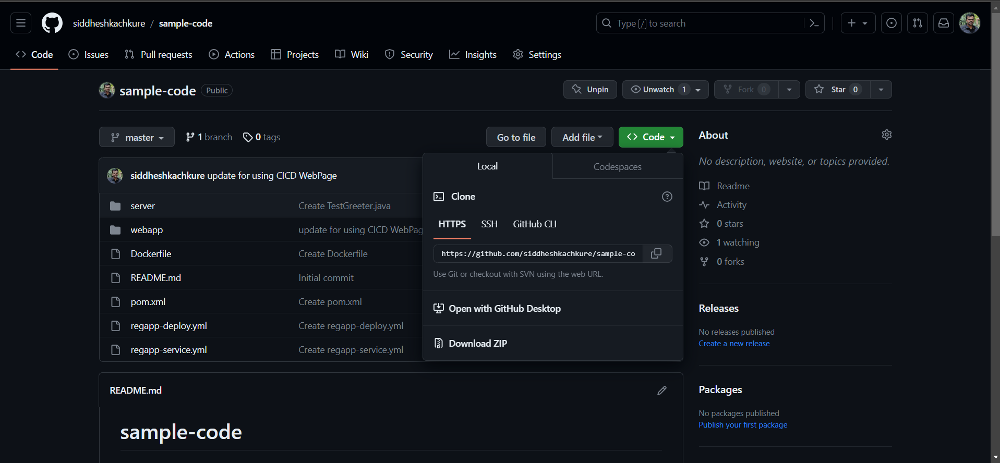 siddheshkachkure / sample-code
Type / to search
Code Issues Pull requests Actions Projects Wiki Security Insights Settings
sample-code Public
Unpin Unwatch 1 Fork 0 Star 0
master 1 branch 0 tags Go to file Add file Code
siddheshkachkure update for using CICD WebPage
server Create TestGreeter.java
webapp update for using CICD WebPag
Dockerfile Create Dockerfile
README.md Initial commit
pom.xml Create pom.xml
regapp-deploy.yml Create regapp-deploy.yml
regapp-service.yml Create regapp-service.yml
Local Codespaces
Clone
HTTPS SSH GitHub CLI
https://github.com/siddheshkachkure/sample-co
Use Git or checkout with SVN using the web URL.
Open with GitHub Desktop
Download ZIP
README.md
sample-code
About
No description, website, or topics provided.
Readme
Activity
0 stars
1 watching
0 forks
Releases
No releases published
Create a new release
Packages
No packages published
Publish your first package